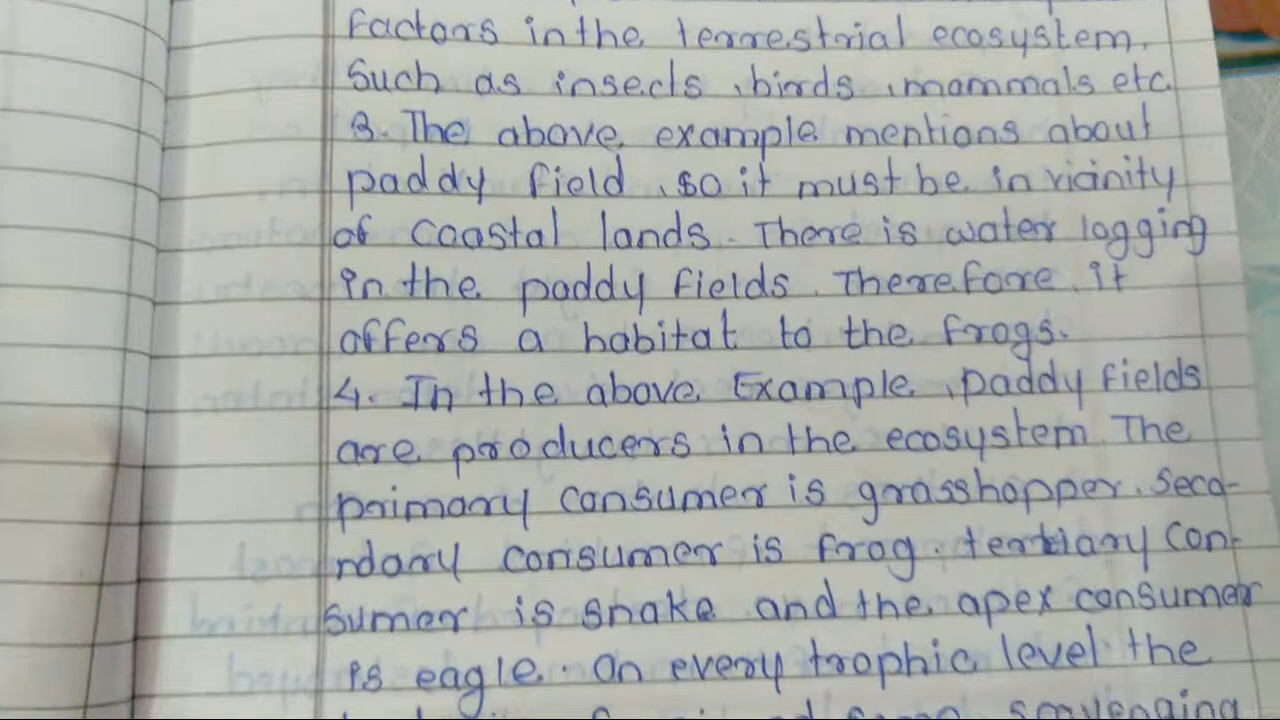 Factors in the terrestrial ecosystem.
Such as insects, birds, mammals etc.
3. The above example mentions about
paddy field, so it must be in vicinity
of coastal lands. There is water logging
in the paddy fields. Therefore it
offers a habitat to the frogs.
4. In the above Example, paddy fields
are producers in the ecosystem. The
primary consumer is grasshopper. Seco-
ndary consumer is frog. tertiary con-
sumer is snake and the apex consumer
is eagle. On every trophic level the
scavenging